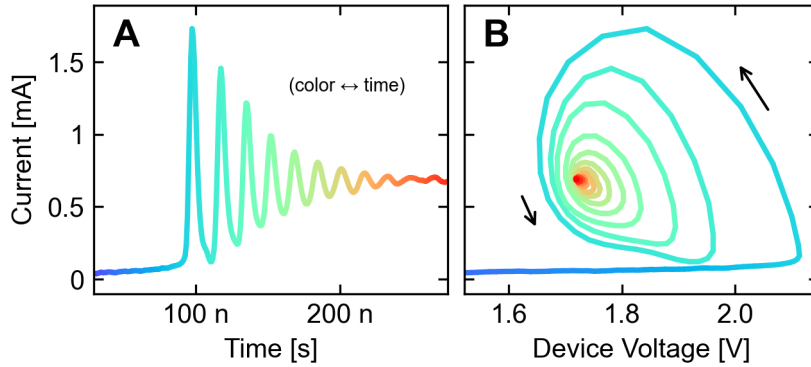 A
B
(color ↔ time)
Current [mA]
1.5
1
0.5
0
100 n
200 n
Time [s]
1.6
1.8
2.0
Device Voltage [V]